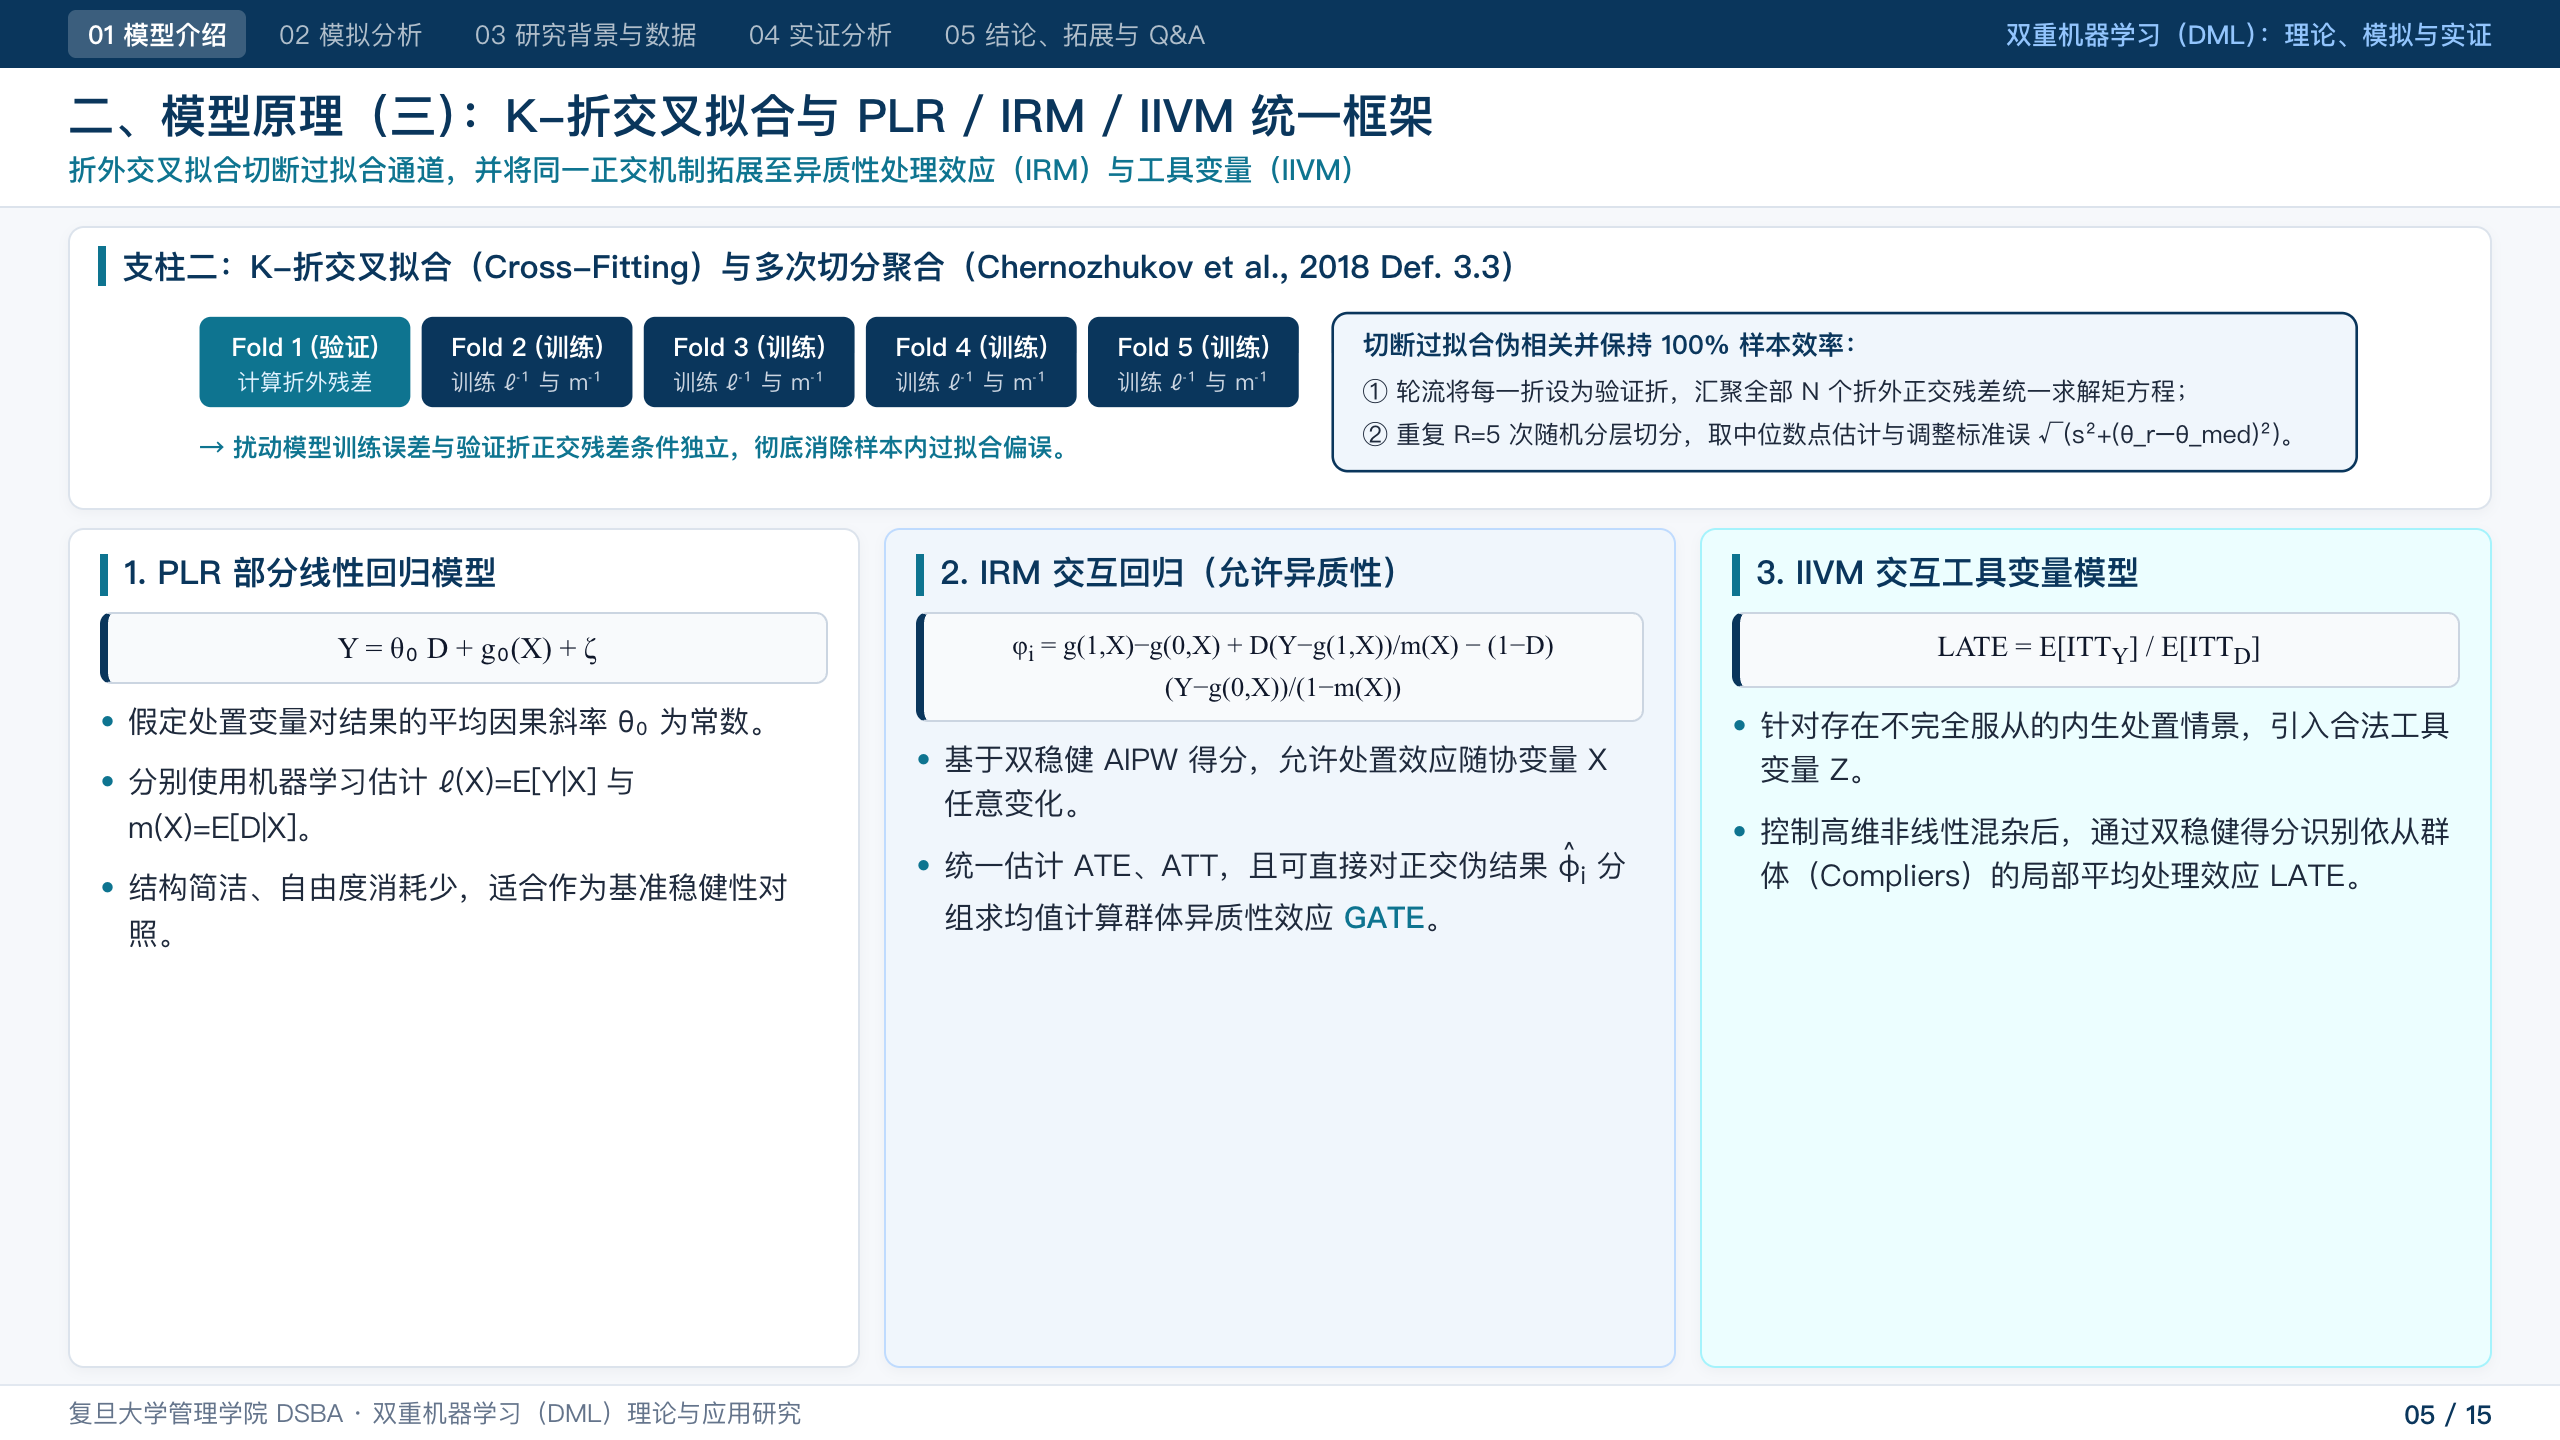 01 模型介绍 02 模拟分析 03 研究背景与数据 04 实证分析 05 结论、拓展与 Q&A 双重机器学习（DML）：理论、模拟与实证
二、模型原理（三）：K-折交叉拟合与 PLR / IRM / IIVM 统一框架
折外交叉拟合切断过拟合通道，并将同一正交机制拓展至异质性处理效应（IRM）与工具变量（IIVM）
支柱二：K-折交叉拟合（Cross-Fitting）与多次切分聚合（Chernozhukov et al., 2018 Def. 3.3）
Fold 1 (验证) Fold 2 (训练) Fold 3 (训练) Fold 4 (训练) Fold 5 (训练)
计算折外残差 训练 ℓ⁻¹ 与 m⁻¹ 训练 ℓ⁻¹ 与 m⁻¹ 训练 ℓ⁻¹ 与 m⁻¹ 训练 ℓ⁻¹ 与 m⁻¹
→ 扰动模型训练误差与验证折正交残差条件独立，彻底消除样本内过拟合偏误。
切断过拟合伪相关并保持 100% 样本效率：
① 轮流将每一折设为验证折，汇聚全部 N 个折外正交残差统一求解矩方程；
② 重复 R=5 次随机分层切分，取中位数点估计与调整标准误 √(s²+(θ_r−θ_med)²)。
1. PLR 部分线性回归模型
Y = θ₀ D + g₀(X) + ζ
• 假定处置变量对结果的平均因果斜率 θ₀ 为常数。
• 分别使用机器学习估计 ℓ(X)=E[Y|X] 与
m(X)=E[D|X]。
• 结构简洁、自由度消耗少，适合作为基准稳健性对
照。
2. IRM 交互回归（允许异质性）
φᵢ = g(1,X)−g(0,X) + D(Y−g(1,X))/m(X) − (1−D)
(Y−g(0,X))/(1−m(X))
• 基于双稳健 AIPW 得分，允许处置效应随协变量 X
任意变化。
• 统一估计 ATE、ATT，且可直接对正交伪结果 ϕ̂ᵢ 分
组求均值计算群体异质性效应 GATE。
3. IIVM 交互工具变量模型
LATE = E[ITT_Y] / E[ITT_D]
• 针对存在不完全服从的内生处置情景，引入合法工具
变量 Z。
• 控制高维非线性混杂后，通过双稳健得分识别依从群
体（Compliers）的局部平均处理效应 LATE。
复旦大学管理学院 DSBA · 双重机器学习（DML）理论与应用研究
05 / 15